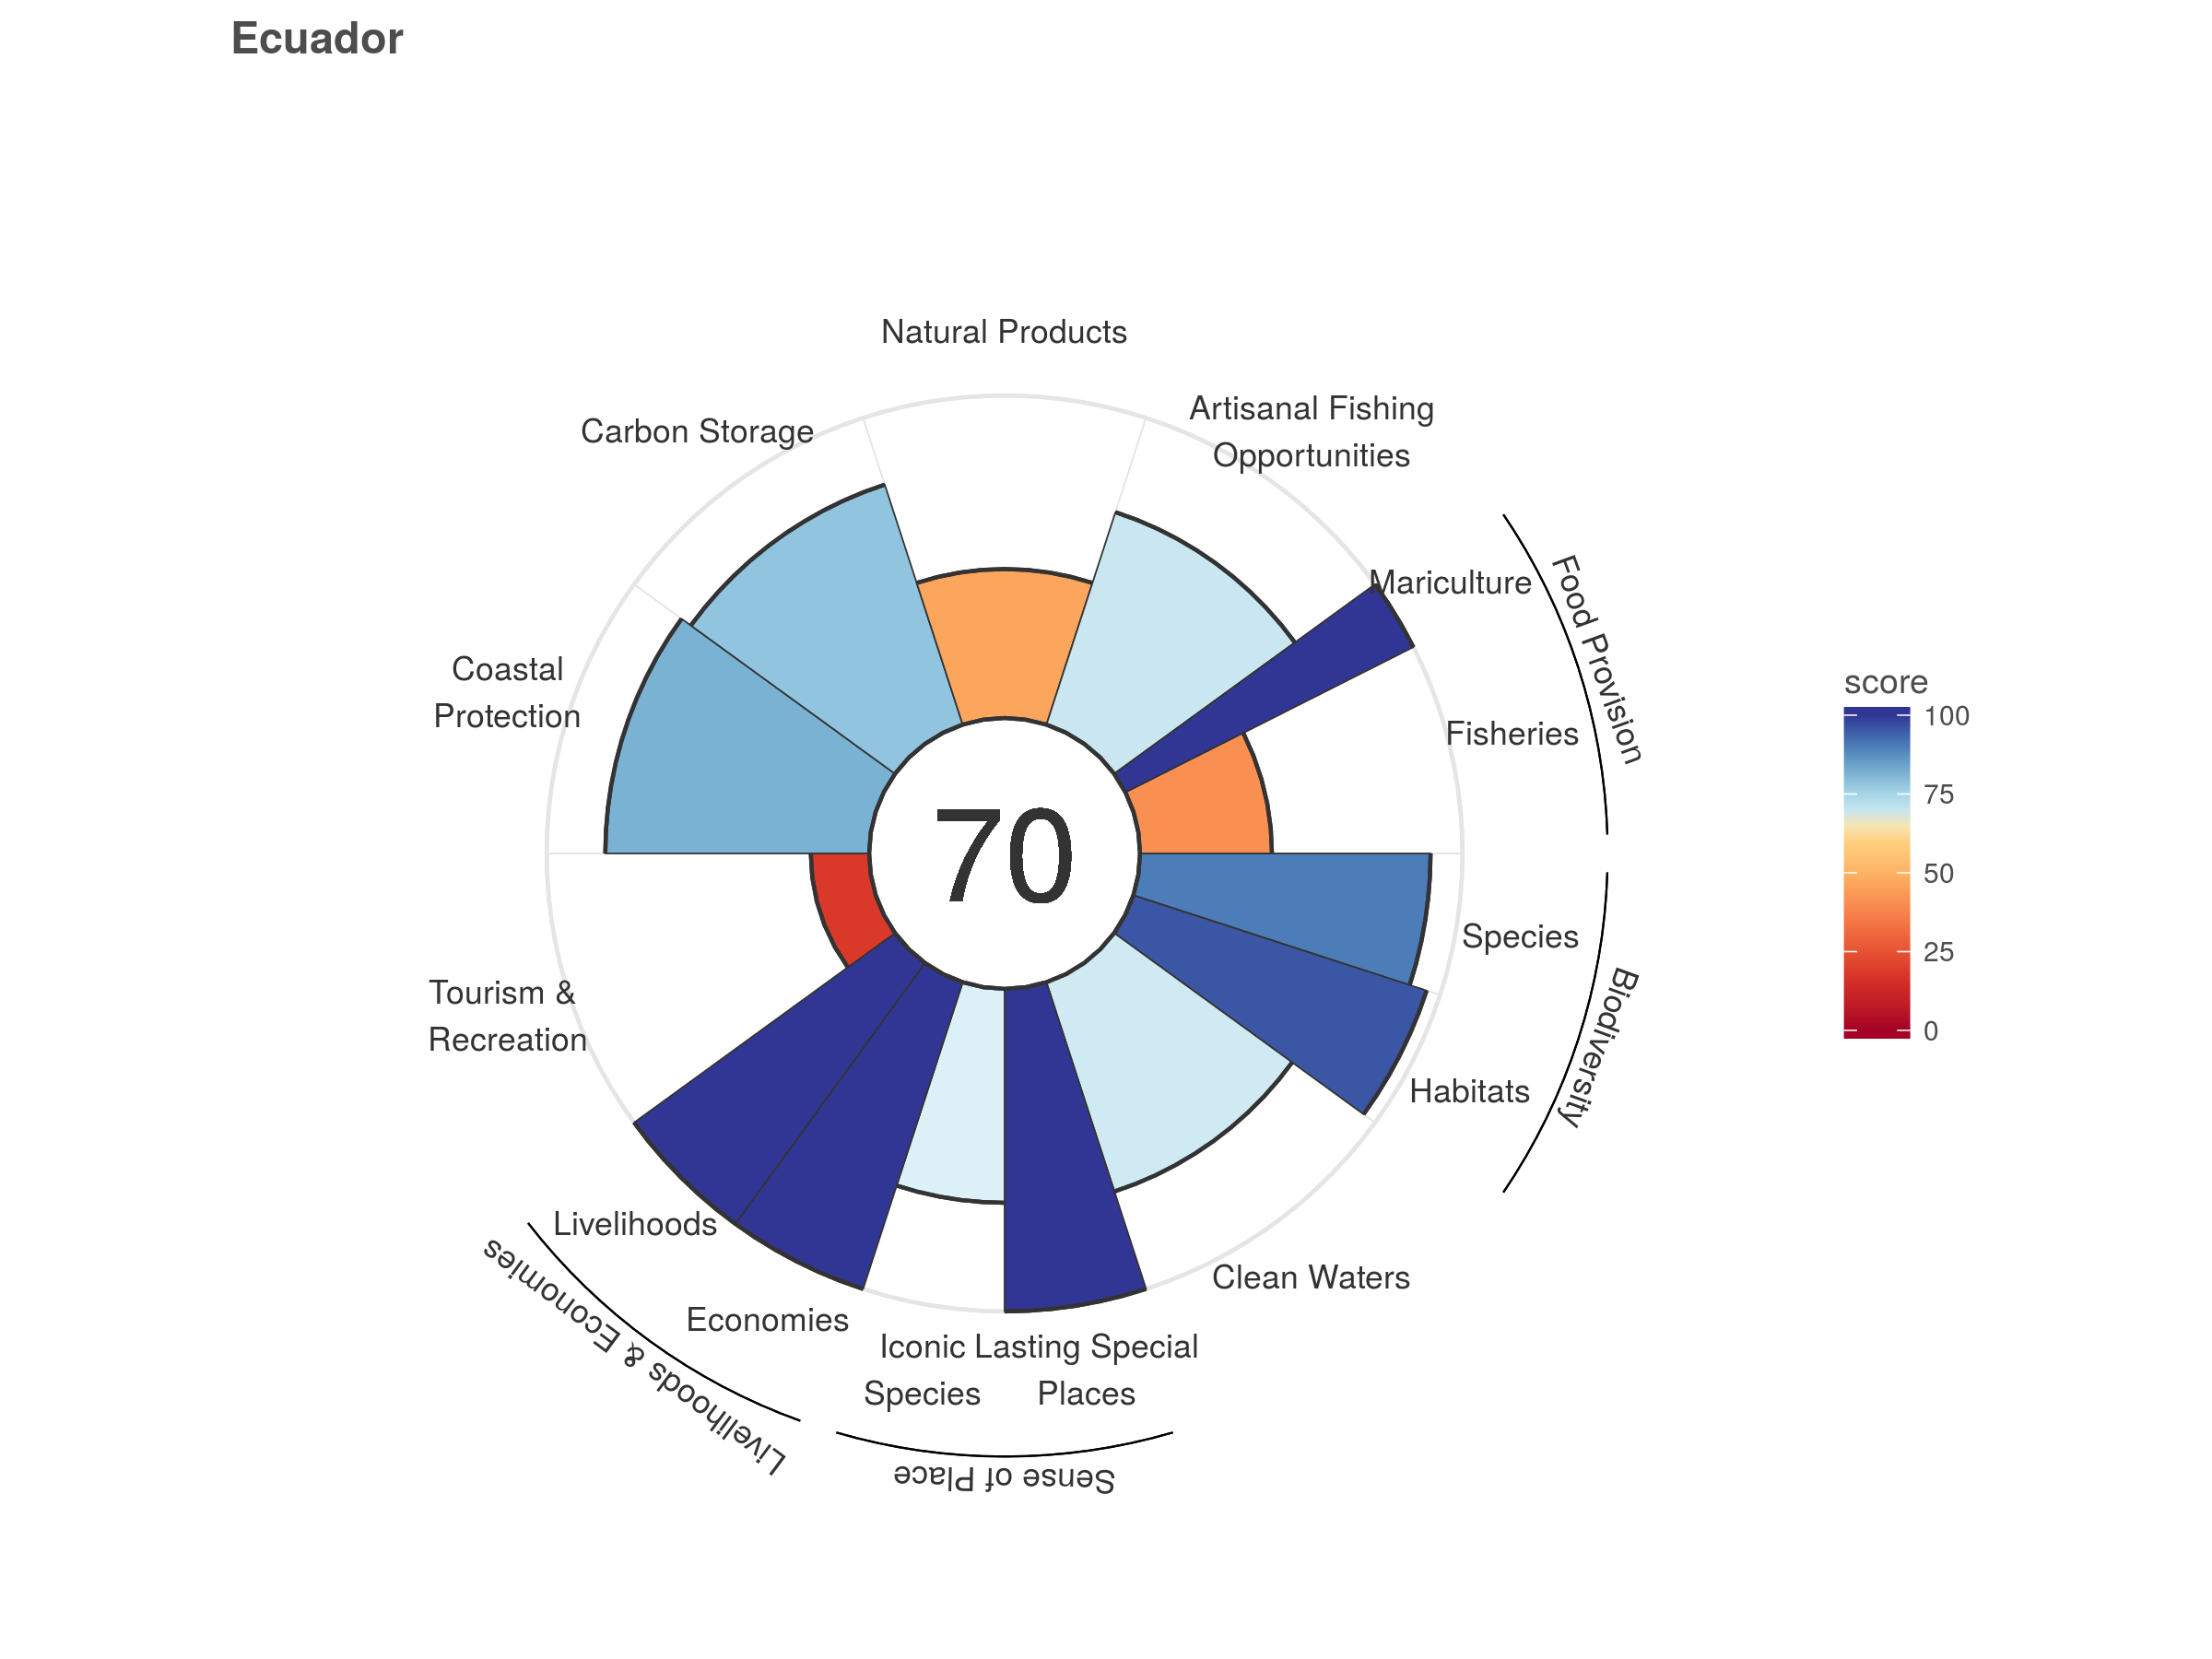 Ecuador
Natural Products
Artisanal Fishing
Opportunities
Carbon Storage
Mariculture
Food Provision
Fisheries
Coastal
Protection
score
100
75
50
25
0
70
Species
Biodiversity
Habitats
Tourism &
Recreation
Livelihoods
Economies
Livelihoods & Economies
Clean Waters
Iconic
Species
Lasting Special
Places
Sense of Place